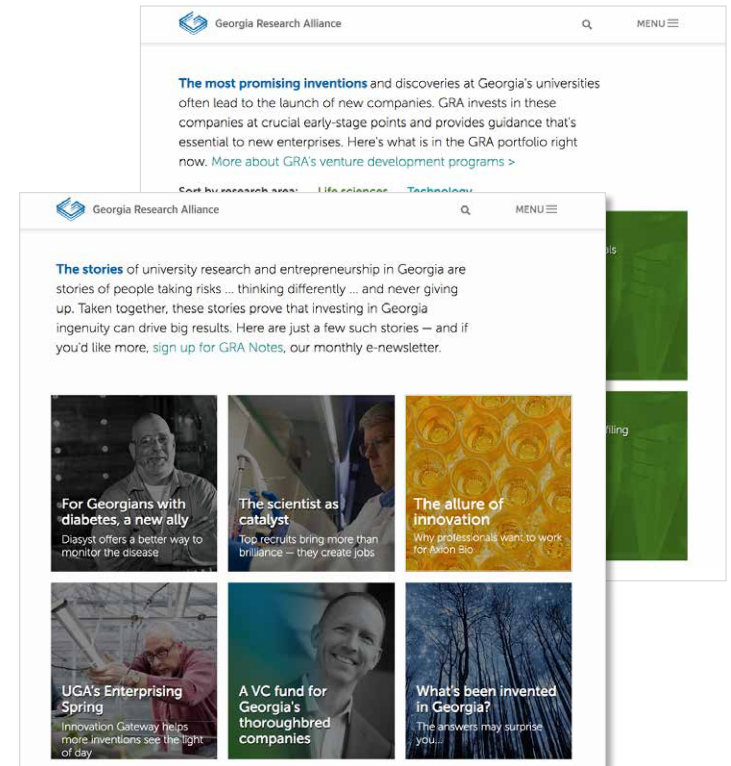 Georgia Research Alliance
MENU
The most promising inventions and discoveries at Georgia's universities
often lead to the launch of new companies. GRA invests in these
companies at crucial early-stage points and provides guidance that's
essential to new enterprises. Here's what is in the GRA portfolio right
now. More about GRA's venture development programs >
Sort by research area: Life sciences Technology
Georgia Research Alliance
MENU
The stories of university research and entrepreneurship in Georgia are
stories of people taking risks ... thinking differently ... and never giving
up. Taken together, these stories prove that investing in Georgia
ingenuity can drive big results. Here are just a few such stories — and if
you'd like more, sign up for GRA Notes, our monthly e-newsletter.
For Georgians with
diabetes, a new ally
Diasyst offers a better way to
monitor the disease
The scientist as
catalyst
Top recruits bring more than
brilliance — they create jobs
The allure of
innovation
Why professionals want to work
for Axion Bio
UGA's Enterprising
Spring
Innovation Gateway helps
more inventions see the light
of day
A VC fund for
Georgia's
thoroughbred
companies
What's been invented
in Georgia?
The answers may surprise
you...